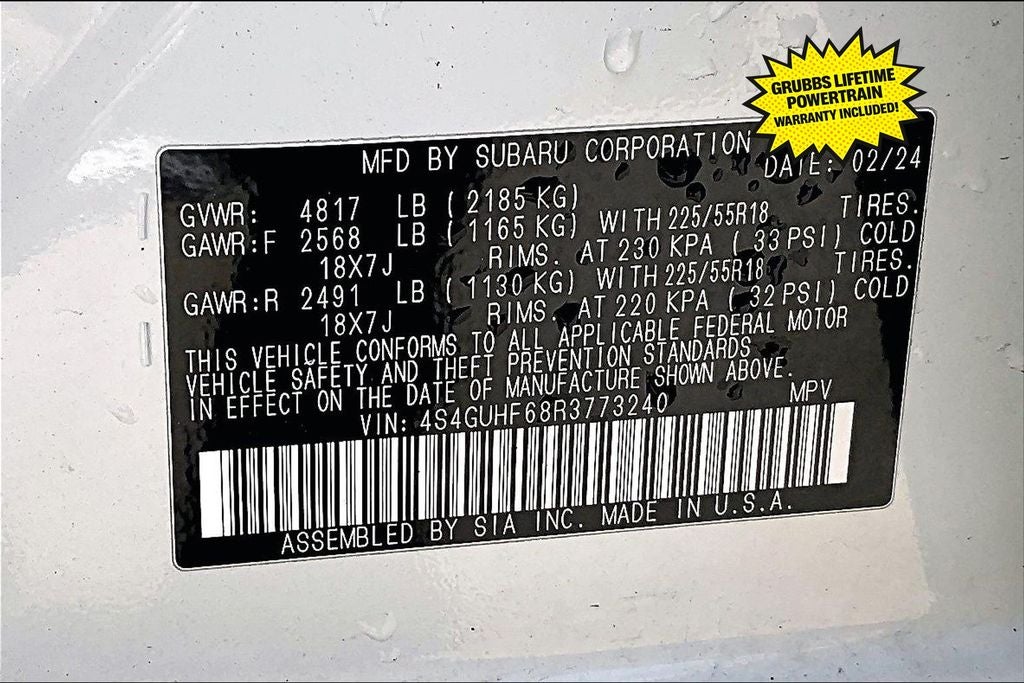 GRUBBS LIFETIME
POWERTRAIN
WARRANTY INCLUDED!
MFD BY SUBARU CORPORATION DATE: 02/24
GVWR: 4817 LB ( 2185 KG)
GAWR:F 2568 LB ( 1165 KG) WITH 225/55R18 TIRES.
18X7J RIMS. AT 230 KPA ( 33 PSI) COLD
GAWR:R 2491 LB ( 1130 KG) WITH 225/55R18 TIRES.
18X7J RIMS. AT 220 KPA ( 32 PSI) COLD
THIS VEHICLE CONFORMS TO ALL APPLICABLE FEDERAL MOTOR
VEHICLE SAFETY AND THEFT PREVENTION STANDARDS
IN EFFECT ON THE DATE OF MANUFACTURE SHOWN ABOVE.
VIN: 4S4GUHF68R3773240 MPV
ASSEMBLED BY SIA INC. MADE IN U.S.A.